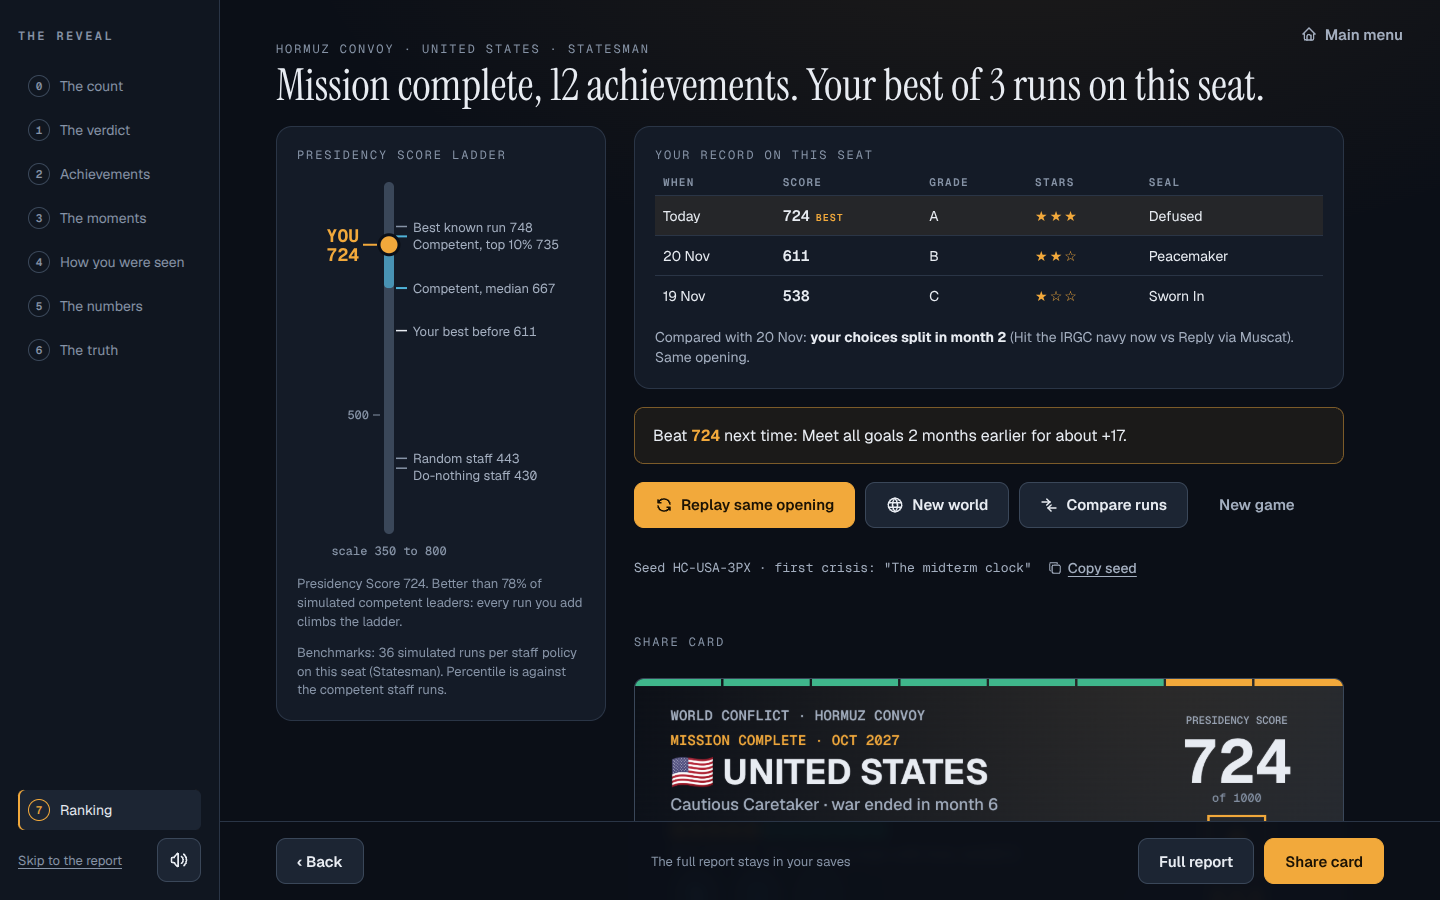 THE REVEAL
0 The count
1 The verdict
2 Achievements
3 The moments
4 How you were seen
5 The numbers
6 The truth
7 Ranking
Skip to the report
Main menu
HORMUZ CONVOY · UNITED STATES · STATESMAN
Mission complete, 12 achievements. Your best of 3 runs on this seat.
PRESIDENCY SCORE LADDER
YOU
724
Best known run 748
Competent, top 10% 735
Competent, median 667
Your best before 611
500
Random staff 443
Do-nothing staff 430
scale 350 to 800
Presidency Score 724. Better than 78% of
simulated competent leaders: every run you add
climbs the ladder.
Benchmarks: 36 simulated runs per staff policy
on this seat (Statesman). Percentile is against
the competent staff runs.
YOUR RECORD ON THIS SEAT
WHEN SCORE GRADE STARS SEAL
Today 724 BEST A ★★★ Defused
20 Nov 611 B ★★☆ Peacemaker
19 Nov 538 C ★☆☆ Sworn In
Compared with 20 Nov: your choices split in month 2 (Hit the IRGC navy now vs Reply via Muscat).
Same opening.
Beat 724 next time: Meet all goals 2 months earlier for about +17.
Replay same opening
New world
Compare runs
New game
Seed HC-USA-3PX · first crisis: "The midterm clock" Copy seed
SHARE CARD
WORLD CONFLICT · HORMUZ CONVOY
MISSION COMPLETE · OCT 2027
🇺🇸 UNITED STATES
Cautious Caretaker · war ended in month 6
PRESIDENCY SCORE
724
of 1000
‹ Back
The full report stays in your saves
Full report
Share card